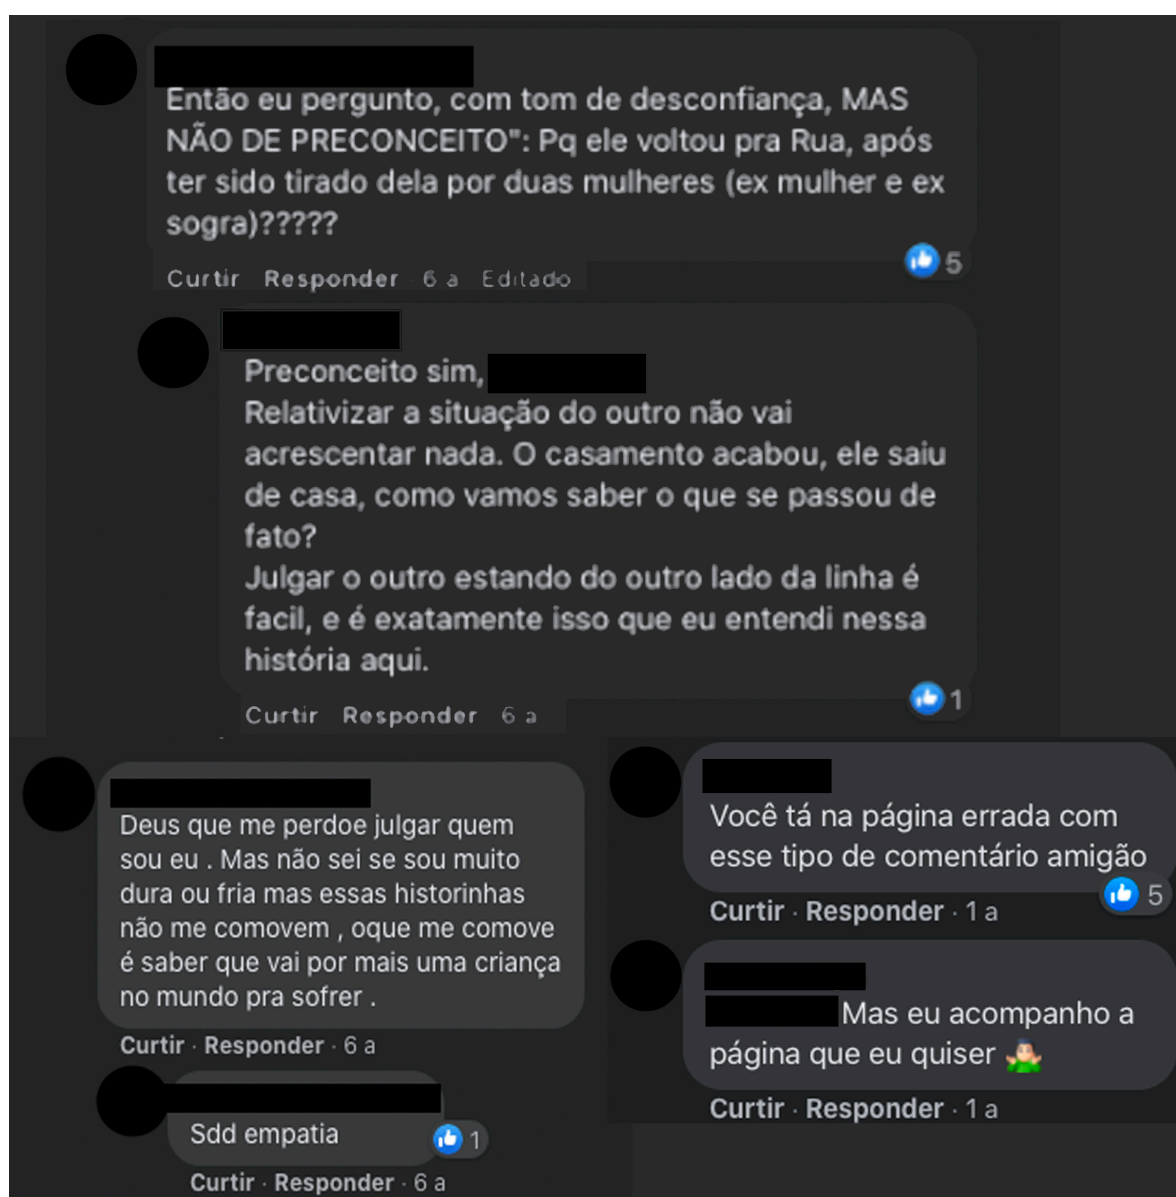 Então eu pergunto, com tom de desconfiança, MAS
NÃO DE PRECONCEITO": Pq ele voltou pra Rua, após
ter sido tirado dela por duas mulheres (ex mulher e ex
sogra)?????
5
Curtir Responder · 6 a Editado
Preconceito sim,
Relativizar a situação do outro não vai
acrescentar nada. O casamento acabou, ele saiu
de casa, como vamos saber o que se passou de
fato?
Julgar o outro estando do outro lado da linha é
facil, e é exatamente isso que eu entendi nessa
história aqui.
1
Curtir Responder 6 a
Deus que me perdoe julgar quem
sou eu . Mas não sei se sou muito
dura ou fria mas essas historinhas
não me comovem , oque me comove
é saber que vai por mais uma criança
no mundo pra sofrer .
Curtir · Responder · 6 a
Sdd empatia
1
Curtir · Responder · 6 a
Você tá na página errada com
esse tipo de comentário amigão
5
Curtir · Responder · 1 a
Mas eu acompanho a
página que eu quiser 🤷🏻‍♂️
Curtir · Responder · 1 a